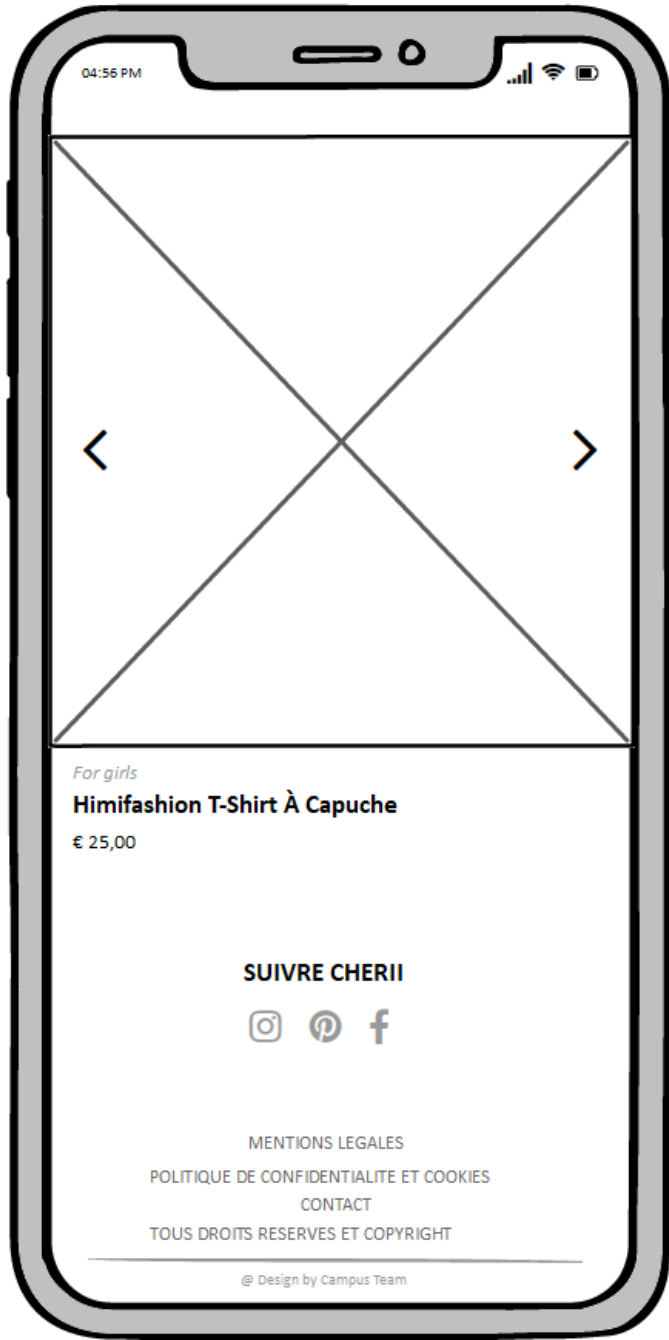 04:56 PM
For girls
Himifashion T-Shirt À Capuche
€ 25,00
SUIVRE CHERII
MENTIONS LEGALES
POLITIQUE DE CONFIDENTIALITE ET COOKIES
CONTACT
TOUS DROITS RESERVES ET COPYRIGHT
@ Design by Campus Team